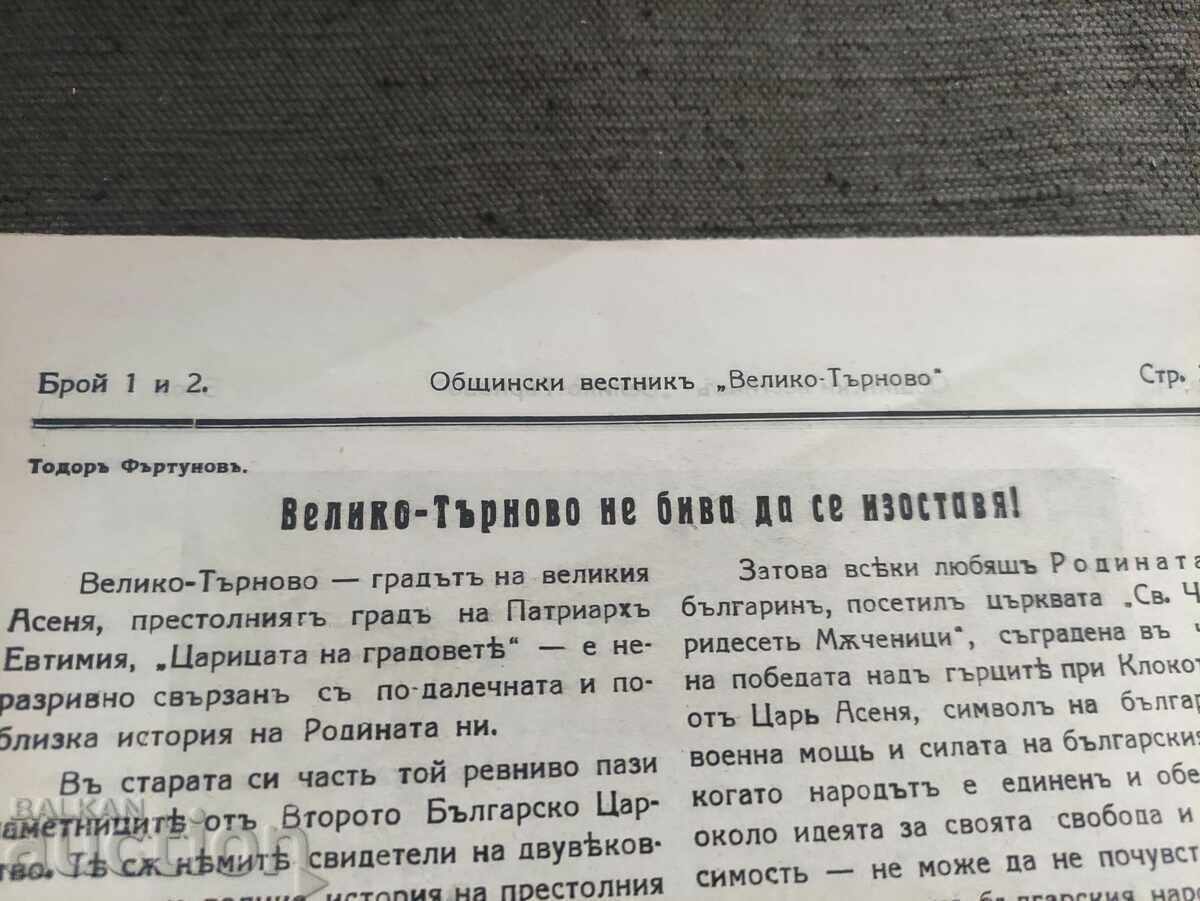 Брой 1 и 2.
Общински вестникъ „Велико-Търново“
Стр.
Тодоръ Фъртуновъ.
Велико-Търново не бива да се изоставя!
Велико-Търново — градътъ на великия
Асеня, престолниятъ градъ на Патриархъ
Евтимия, „Царицата на градоветѣ“ — е не-
разривно свързанъ съ по-далечната и по-
близка история на Родината ни.
Въ старата си часть той ревниво пази
паметницитѣ отъ Второто Българско Цар-
ство. Тѣ сѫ нѣмитѣ свидетели на двувѣков-
история на престолния
Затова всѣки любящъ Родината
българинъ, посетилъ църквата „Св. Ч
ридесеть Мѫченици“, съградена въ ч
на победата надъ гърцитѣ при Клокот
отъ Царь Асеня, символъ на българ
военна мощь и силата на българския
когато народътъ е единенъ и обе
около идеята за своята свобода и
симость — не може да не почувст
българския наро
BALKAN
auction